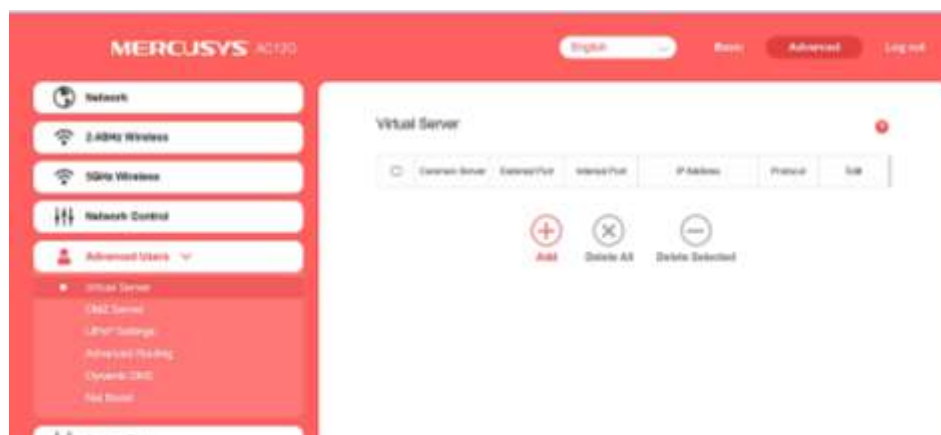 MERCUSYS AC12G
English
Basic
Advanced
Log out
Network
2.4GHz Wireless
5GHz Wireless
Network Control
Advanced Users
Virtual Server
DMZ Server
UPnP Settings
Advanced Routing
Dynamic DNS
Virtual Server
Common Server External Port Internal Port IP Address Protocol Edit
Add Delete All Delete Selected